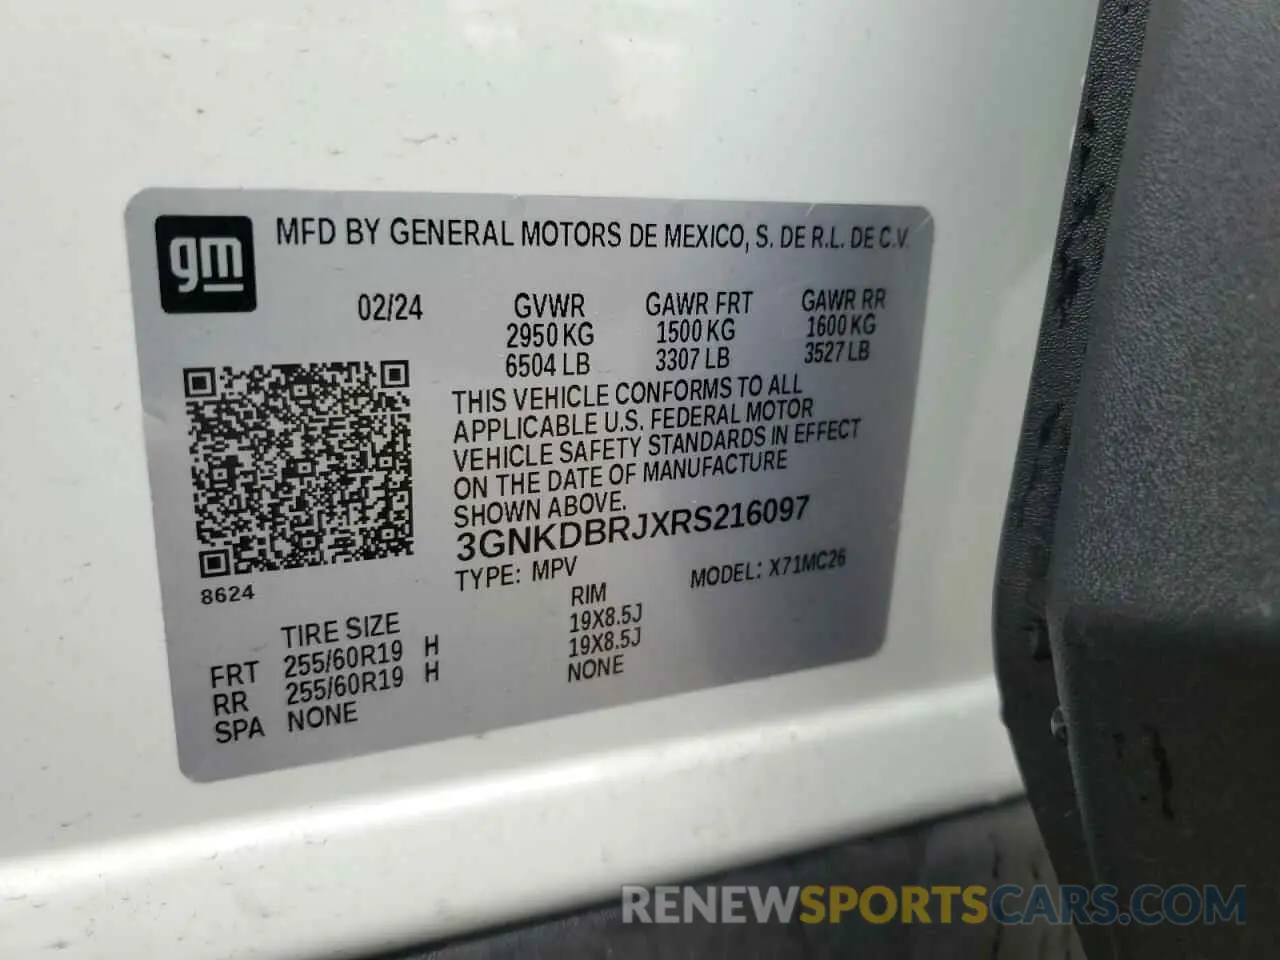 gm
MFD BY GENERAL MOTORS DE MEXICO, S. DE R.L. DE C.V.
02/24 GVWR GAWR FRT GAWR RR
2950 KG 1500 KG 1600 KG
6504 LB 3307 LB 3527 LB
THIS VEHICLE CONFORMS TO ALL
APPLICABLE U.S. FEDERAL MOTOR
VEHICLE SAFETY STANDARDS IN EFFECT
ON THE DATE OF MANUFACTURE
SHOWN ABOVE.
3GNKDBRJXRS216097
TYPE: MPV MODEL: X71MC26
8624
TIRE SIZE RIM
FRT 255/60R19 H 19X8.5J
RR 255/60R19 H 19X8.5J
SPA NONE NONE
RENEWSPORTSCARS.COM